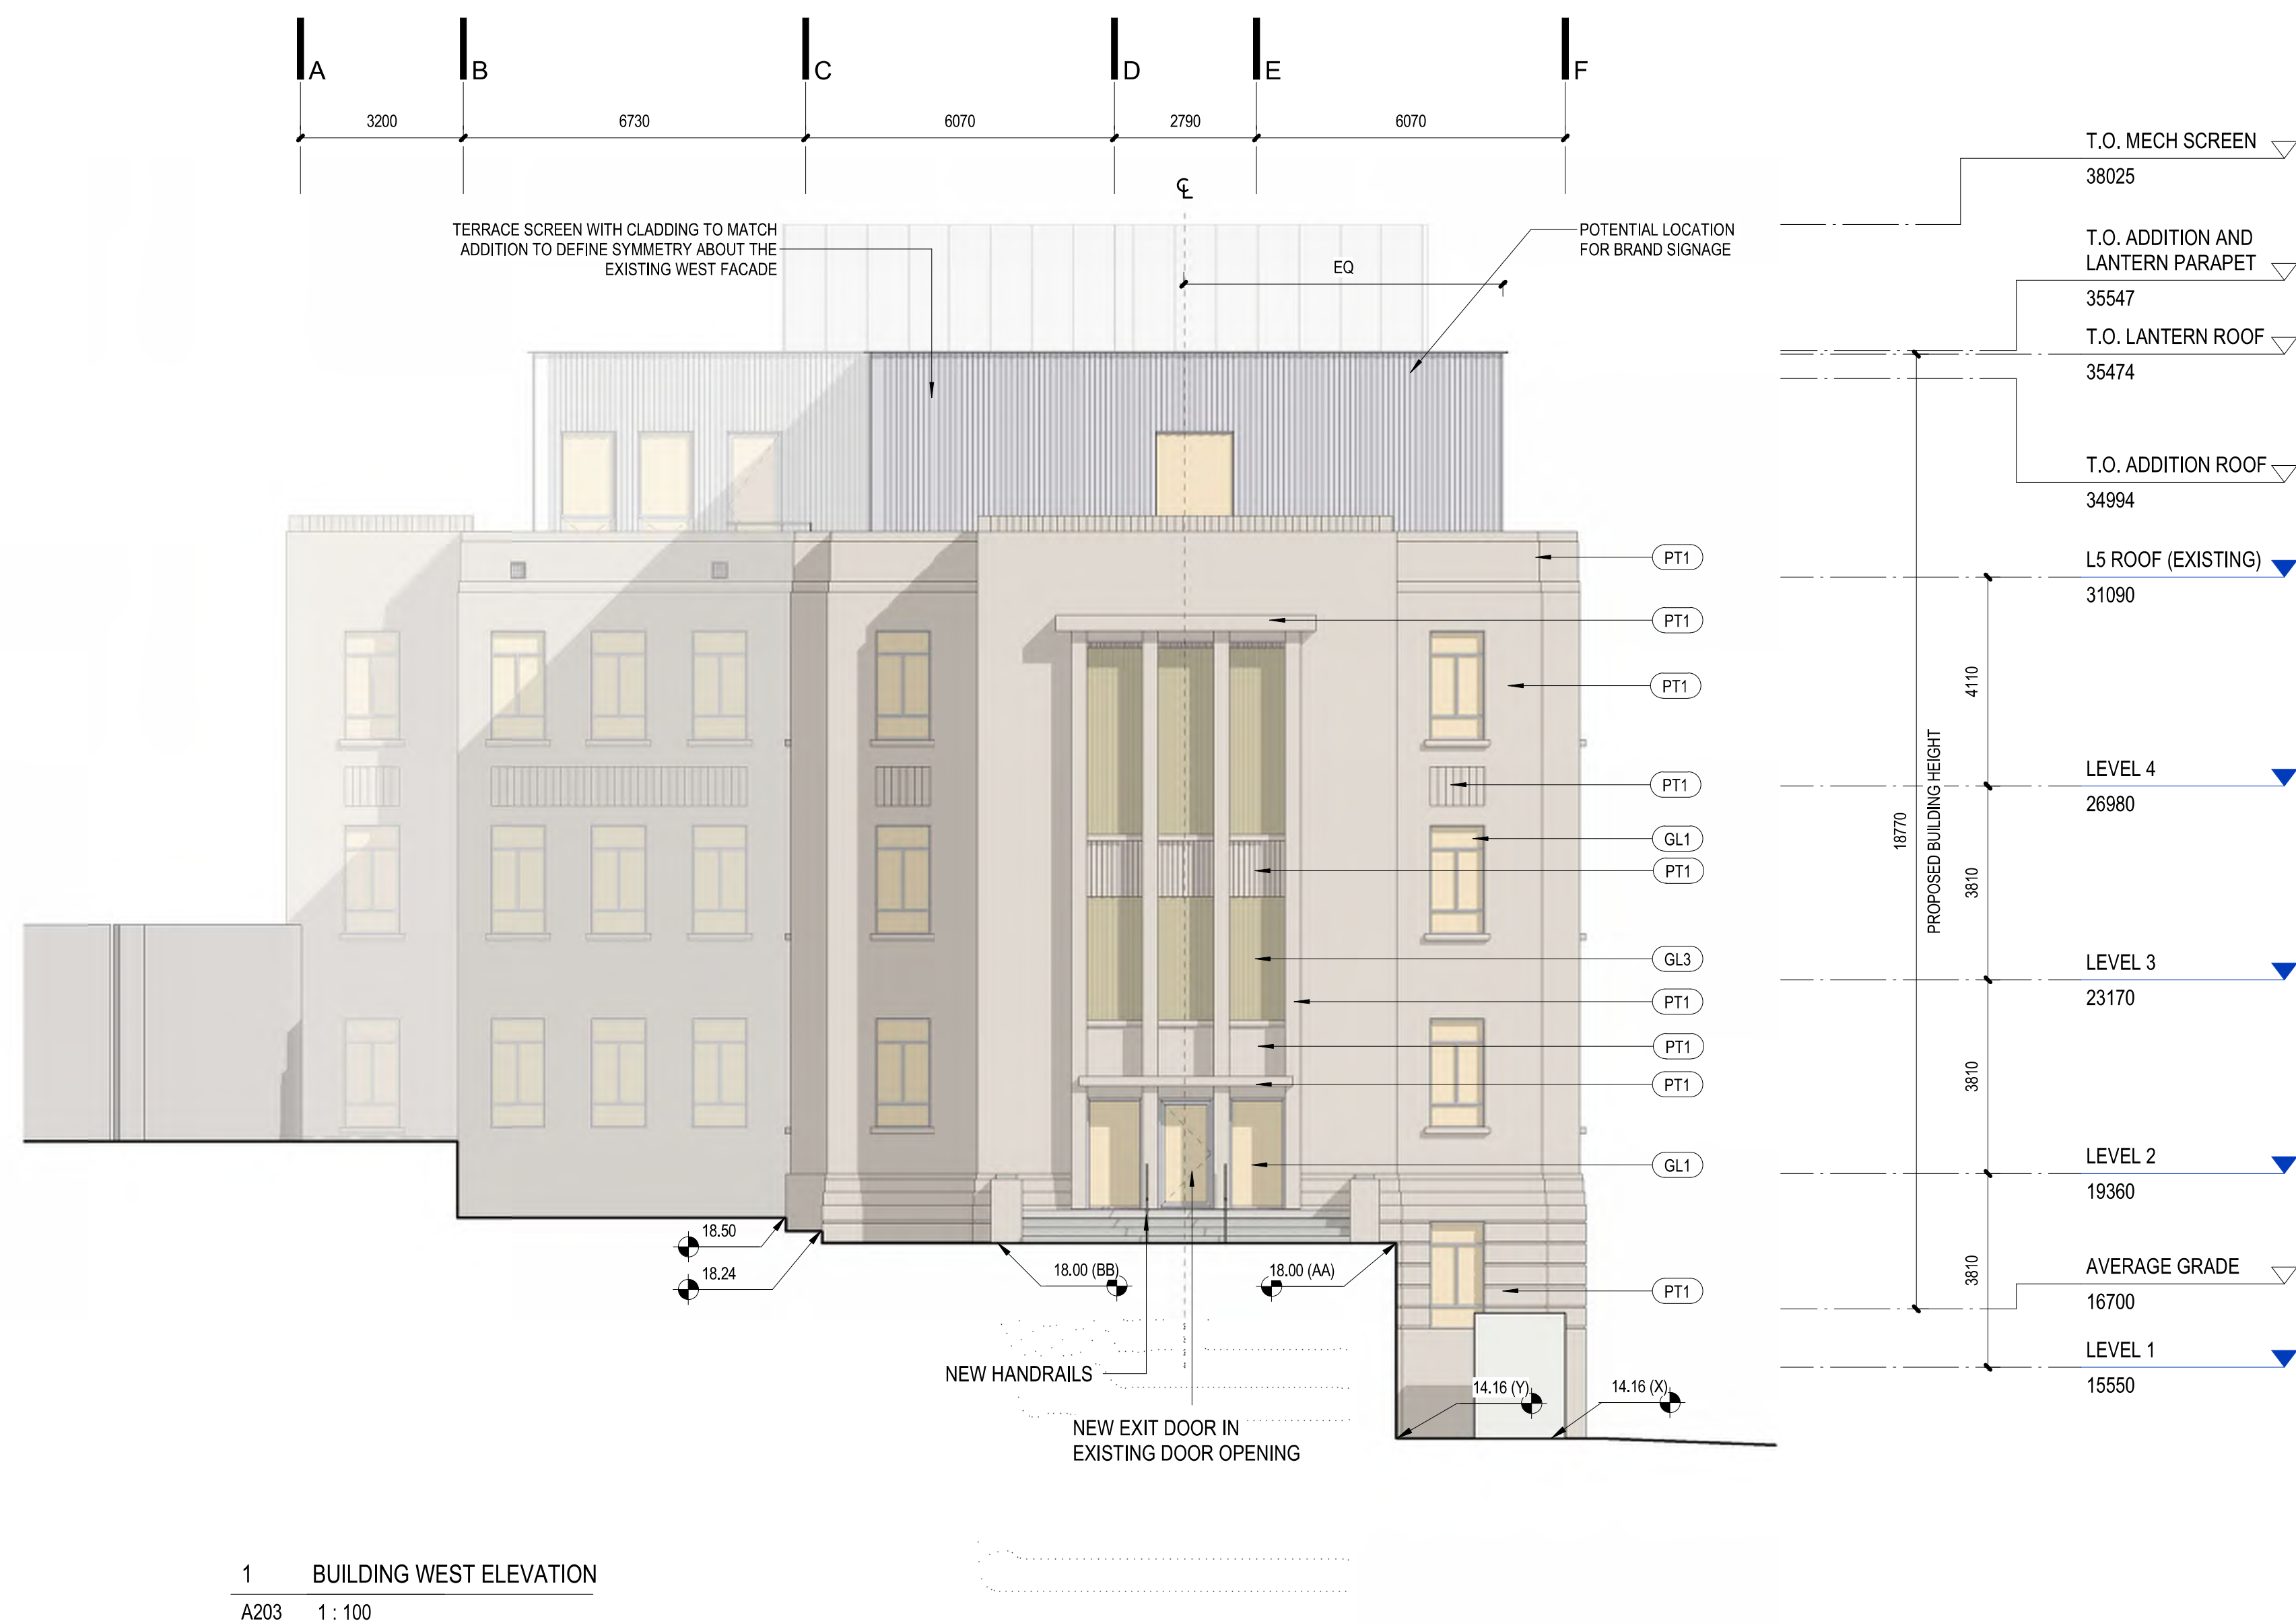 A
B
C
D
E
F
3200
6730
6070
2790
6070
℄
TERRACE SCREEN WITH CLADDING TO MATCH
ADDITION TO DEFINE SYMMETRY ABOUT THE
EXISTING WEST FACADE
EQ
POTENTIAL LOCATION
FOR BRAND SIGNAGE
T.O. MECH SCREEN
38025
T.O. ADDITION AND
LANTERN PARAPET
35547
T.O. LANTERN ROOF
35474
T.O. ADDITION ROOF
34994
L5 ROOF (EXISTING)
31090
LEVEL 4
26980
LEVEL 3
23170
LEVEL 2
19360
AVERAGE GRADE
16700
LEVEL 1
15550
4110
3810
3810
3810
18770
PROPOSED BUILDING HEIGHT
PT1
PT1
PT1
PT1
GL1
PT1
GL3
PT1
PT1
PT1
GL1
PT1
18.50
18.24
18.00 (BB)
18.00 (AA)
NEW HANDRAILS
NEW EXIT DOOR IN
EXISTING DOOR OPENING
14.16 (Y)
14.16 (X)
1 BUILDING WEST ELEVATION
A203 1 : 100